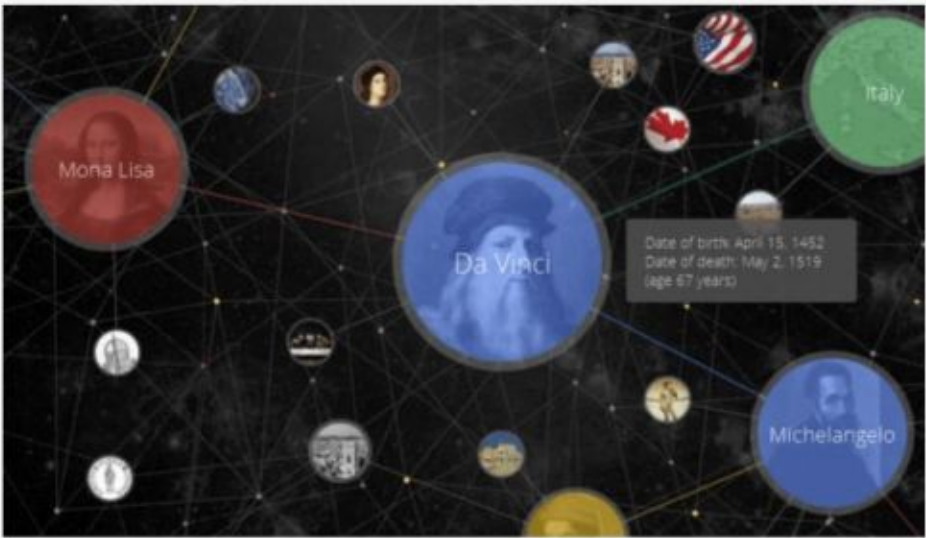 Italy
Mona Lisa
Da Vinci
Date of birth: April 15, 1452
Date of death: May 2, 1519
(age 67 years)
Michelangelo